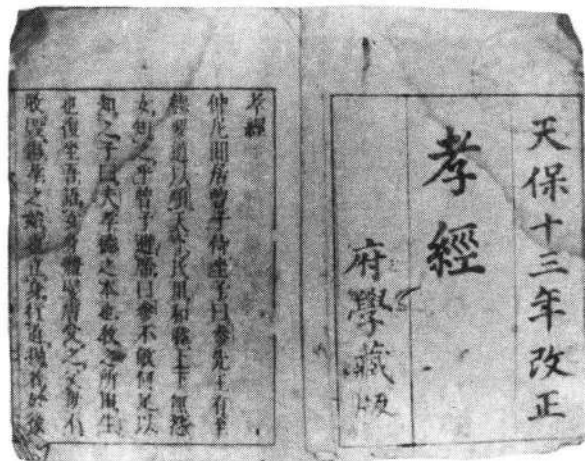 天保十三年改正
孝經
府學藏版
孝經
仲尼閒居曾子侍坐子曰參先王有至
德要道以順天下民用和睦上下無怨
女知之乎曾子避席曰參不敏何足以
知之子曰夫孝德之本也教之所由生
也復坐吾語女身體髮膚受之父母不
敢毀傷孝之始也立身行道揚名於後